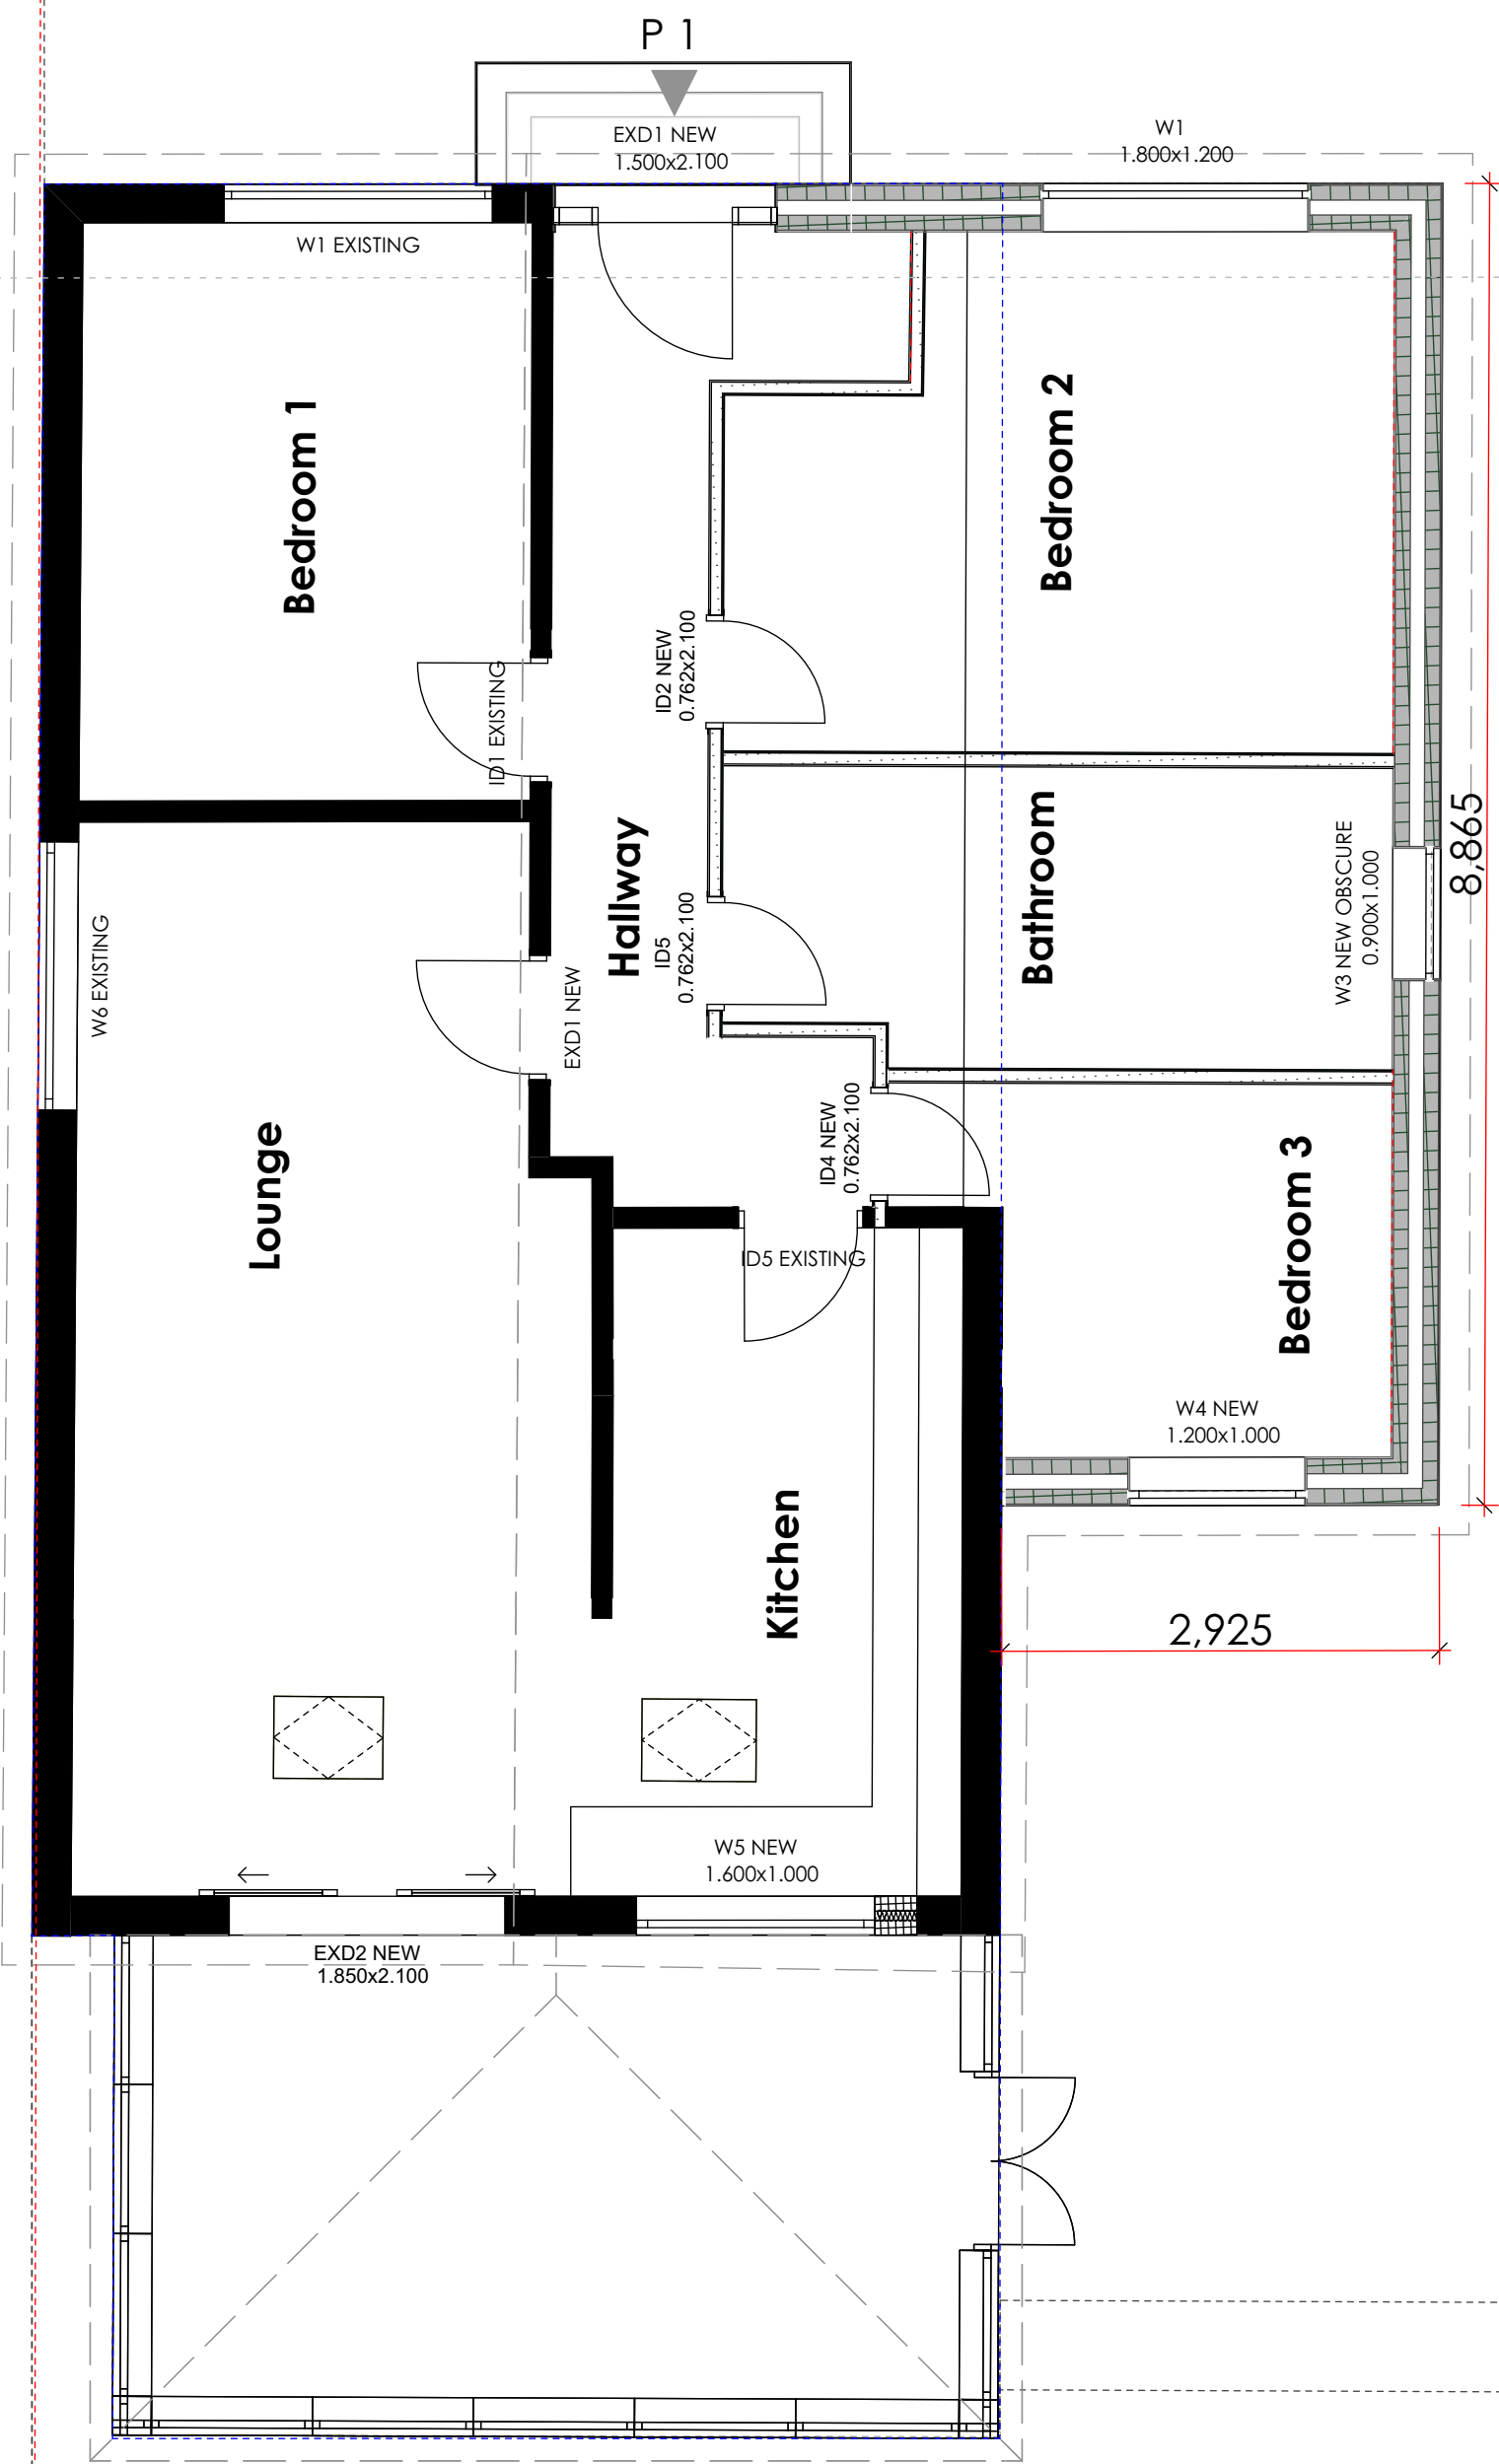 P 1
EXD1 NEW
1.500x2.100
W1
1.800x1.200
W1 EXISTING
Bedroom 1
Bedroom 2
ID1 EXISTING
ID2 NEW
0.762x2.100
W6 EXISTING
EXD1 NEW
Hallway
ID5
0.762x2.100
Bathroom
W3 NEW OBSCURE
0.900x1.000
8,865
Lounge
ID4 NEW
0.762x2.100
Bedroom 3
ID5 EXISTING
W4 NEW
1.200x1.000
Kitchen
2,925
W5 NEW
1.600x1.000
EXD2 NEW
1.850x2.100